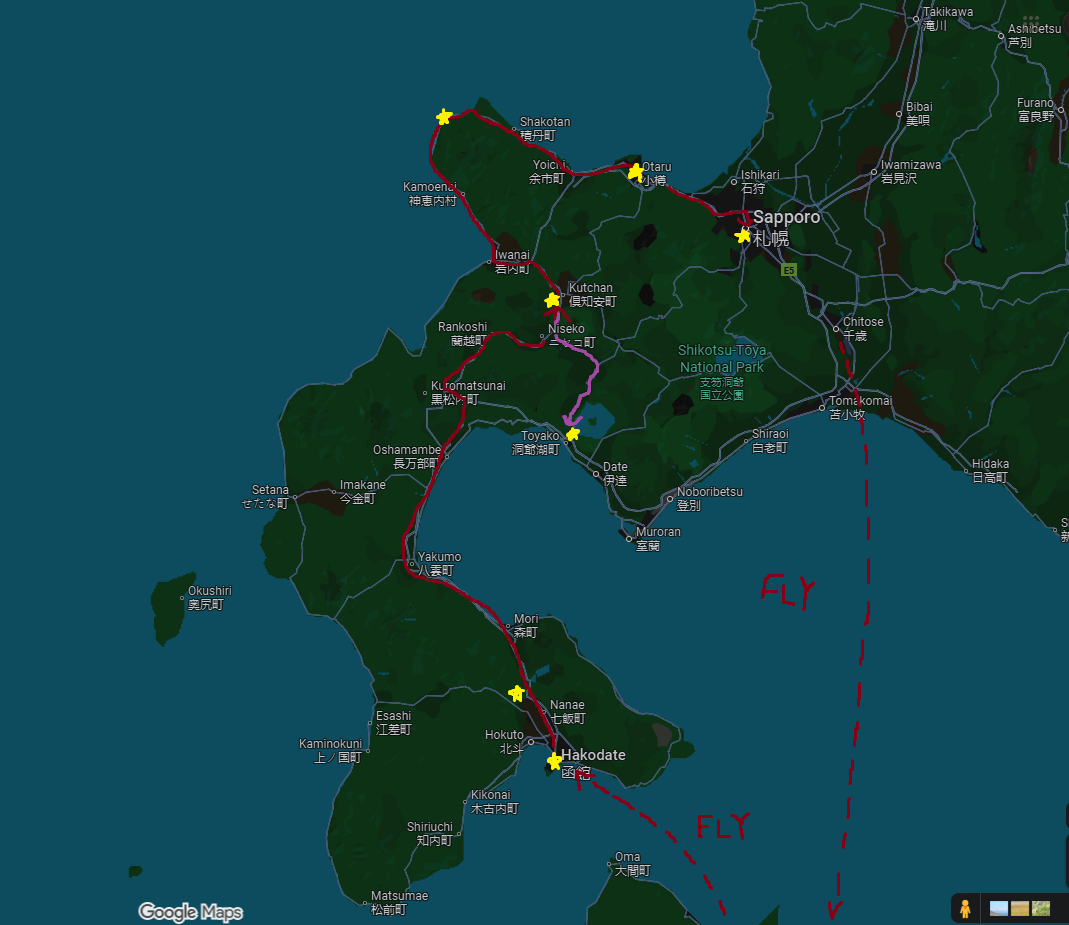 Takikawa
滝川
Ashibetsu
芦別
Bibai
美唄
Furano
富良野
Shakotan
積丹町
Yoichi
余市町
Otaru
小樽
Ishikari
石狩
Iwamizawa
岩見沢
Kamoenai
神恵内村
Sapporo
札幌
E5
Iwanai
岩内町
Kutchan
倶知安町
Chitose
千歳
Rankoshi
蘭越町
Niseko
ニセコ町
Shikotsu-Tōya
National Park
支笏洞爺
国立公園
Kuromatsunai
黒松内町
Tomakomai
苫小牧
Toyako
洞爺湖町
Shiraoi
白老町
Oshamambe
長万部町
Date
伊達
Hidaka
日高町
Setana
せたな町
Imakane
今金町
Noboribetsu
登別
Muroran
室蘭
Yakumo
八雲町
Okushiri
奥尻町
FLY
Mori
森町
Nanae
七飯町
Esashi
江差町
Hokuto
北斗
Kaminokuni
上ノ国町
Hakodate
函館
Kikonai
木古内町
FLY
Shiriuchi
知内町
Oma
大間町
Matsumae
松前町
Google Maps